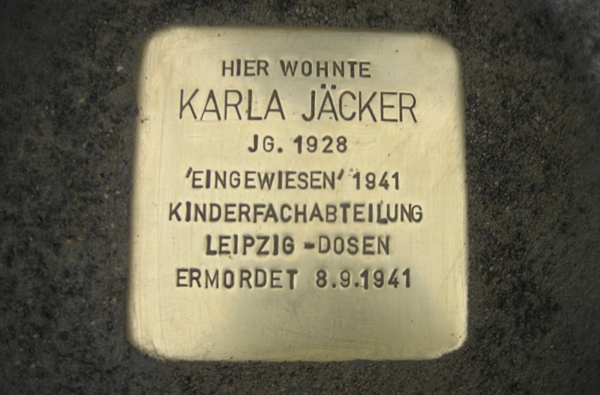 HIER WOHNTE
KARLA JÄCKER
JG. 1928
'EINGEWIESEN' 1941
KINDERFACHABTEILUNG
LEIPZIG-DOSEN
ERMORDET 8.9.1941